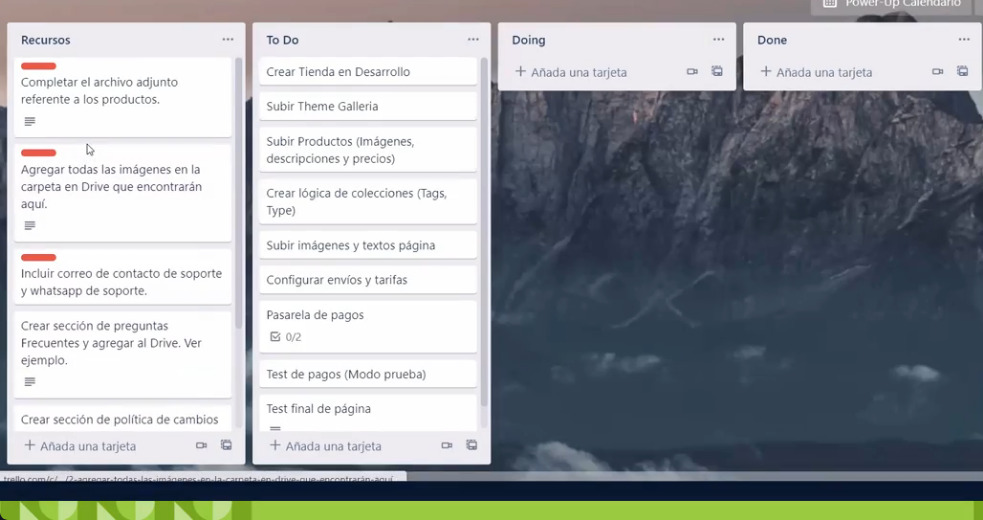 Power-Up Calendario
Recursos
Completar el archivo adjunto
referente a los productos.
Agregar todas las imágenes en la
carpeta en Drive que encontrarán
aquí.
Incluir correo de contacto de soporte
y whatsapp de soporte.
Crear sección de preguntas
Frecuentes y agregar al Drive. Ver
ejemplo.
Crear sección de política de cambios
+ Añada una tarjeta
To Do
Crear Tienda en Desarrollo
Subir Theme Galleria
Subir Productos (Imágenes,
descripciones y precios)
Crear lógica de colecciones (Tags,
Type)
Subir imágenes y textos página
Configurar envíos y tarifas
Pasarela de pagos
0/2
Test de pagos (Modo prueba)
Test final de página
+ Añada una tarjeta
Doing
+ Añada una tarjeta
Done
+ Añada una tarjeta
trello.com/c/.../2-agregar-todas-las-imágenes-en-la-carpeta-en-drive-que-encontrarán-aquí